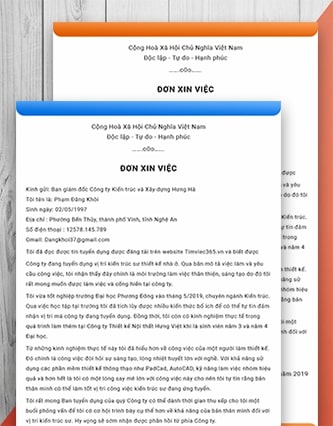 Cộng Hoà Xã Hội Chủ Nghĩa Việt Nam
Độc lập - Tự do - Hạnh phúc
ĐƠN XIN VIỆC
Cộng Hoà Xã Hội Chủ Nghĩa Việt Nam
Độc lập - Tự do - Hạnh phúc
-----o0o-----
ĐƠN XIN VIỆC
Kính gửi: Ban giám đốc Công ty Kiến trúc và Xây dựng Hưng Hà
Tôi tên là: Phạm Đăng Khôi
Sinh ngày: 02/05/1997
Địa chỉ: Phường Bến Thủy, thành phố Vinh, tỉnh Nghệ An
Số điện thoại: 12578.145.789
Gmail: Dangkhoi37@gmail.com
Tôi đã đọc được tin tuyển dụng được đăng tải trên website Timviec365.vn và biết được
Công ty đang tuyển dụng vị trí kiến trúc sư thiết kế nhà ở. Qua bản mô tả việc làm và yêu
cầu công việc, tôi nhận thấy đây chính là môi trường làm việc thân thiện, sáng tạo do đó tôi
rất mong muốn được làm việc và cống hiến tại công ty.
Tôi vừa tốt nghiệp trường Đại học Phương Đông vào tháng 5/2019, chuyên ngành Kiến trúc.
Qua việc học tập tại trường tôi đã tích lũy được nhiều kiến thức bổ ích để có thể tự tin đảm
nhận vị trí mà công ty đang tuyển dụng. Đồng thời, tôi còn có kinh nghiệm thực tế trong
quá trình làm thêm tại Công ty Thiết kế Nội thất Hưng Việt khi là sinh viên năm 3 và năm 4
Đại học.
Từ những kinh nghiệm thực tế này tôi đã hiểu hơn về công việc của một người làm thiết kế.
Đó chính là công việc đòi hỏi sự sáng tạo, lòng nhiệt huyết lớn với nghề. Với khả năng sử
dụng các phần mềm thiết kế thông thạo như PadCad, AutoCAD, kỹ năng làm việc nhóm hiệu
quả và hơn hết là tôi có một lòng say mê lớn với công việc này cho nên tôi tự tin rằng bản
thân mình có thể làm tốt vị trí công việc kiến trúc sư đang ứng tuyển.
Tôi rất mong Ban tuyển dụng của quý Công ty có thể dành thời gian thu xếp cho tôi một
buổi phỏng vấn để tôi có cơ hội trình bày cụ thể hơn về khả năng của bản thân mình đối với
vị trí kiến trúc sư. Hy vọng sẽ sớm nhận được phản hồi từ phía Công ty.
năm 2019